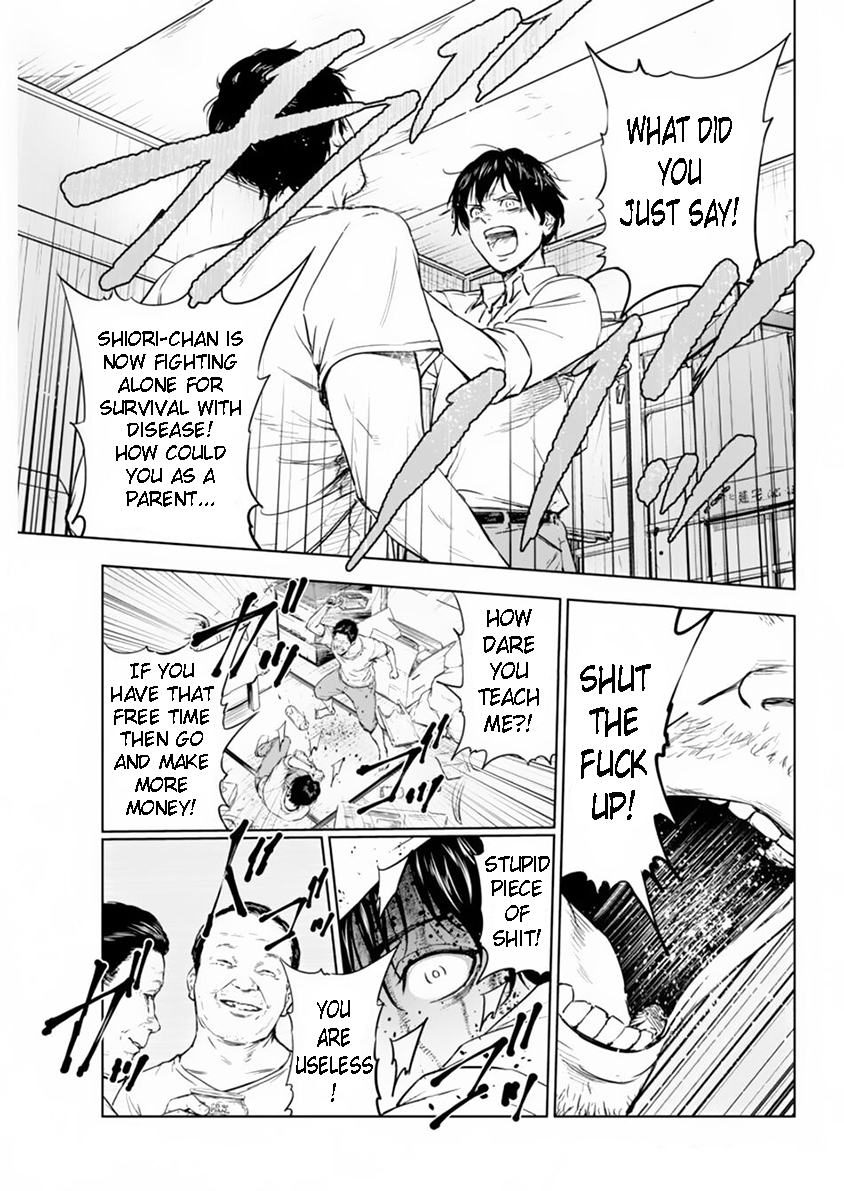 WHAT DID
YOU
JUST SAY!
SHIORI-CHAN IS
NOW FIGHTING
ALONE FOR
SURVIVAL WITH
DISEASE!
HOW COULD
YOU AS A
PARENT...
SHUT
THE
FUCK
UP!
HOW
DARE
YOU
TEACH
ME?!
IF YOU
HAVE THAT
FREE TIME
THEN GO
AND MAKE
MORE
MONEY!
STUPID
PIECE
OF
SHIT!
YOU
ARE
USELESS
!